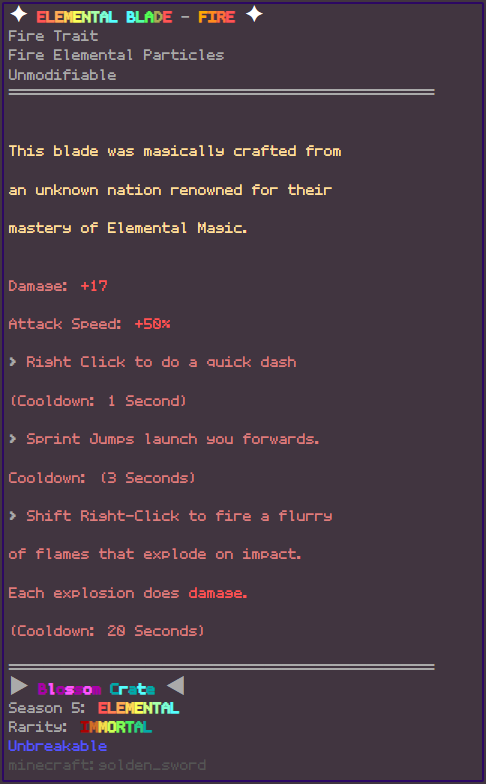 ✦ ELEMENTAL BLADE - FIRE ✦
Fire Trait
Fire Elemental Particles
Unmodifiable
This blade was magically crafted from
an unknown nation renowned for their
mastery of Elemental Magic.
Damage: +17
Attack Speed: +50%
> Right Click to do a quick dash
(Cooldown: 1 Second)
> Sprint Jumps launch you forwards.
Cooldown: (3 Seconds)
> Shift Right-Click to fire a flurry
of flames that explode on impact.
Each explosion does damage.
(Cooldown: 20 Seconds)
▶ Blossom Crate ◀
Season 5: ELEMENTAL
Rarity: IMMORTAL
Unbreakable
minecraft:golden_sword